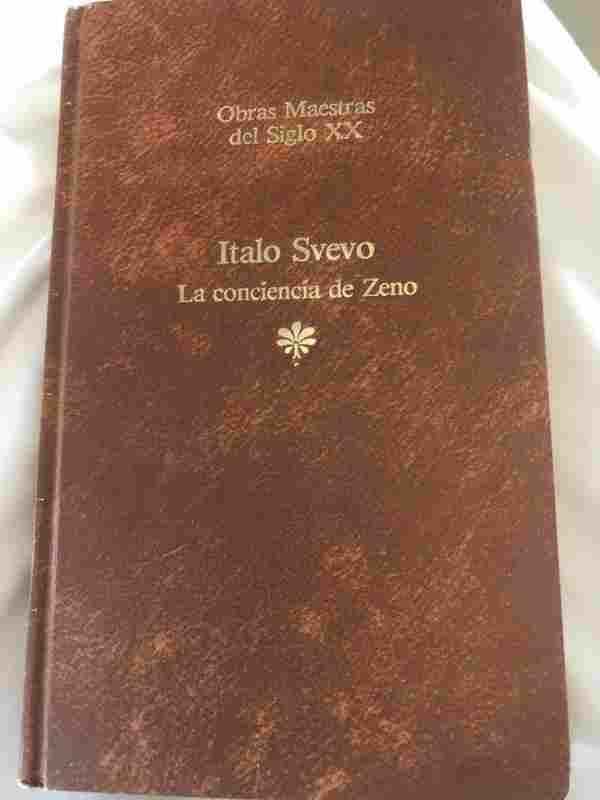 Obras Maestras
del Siglo XX
Italo Svevo
La conciencia de Zeno